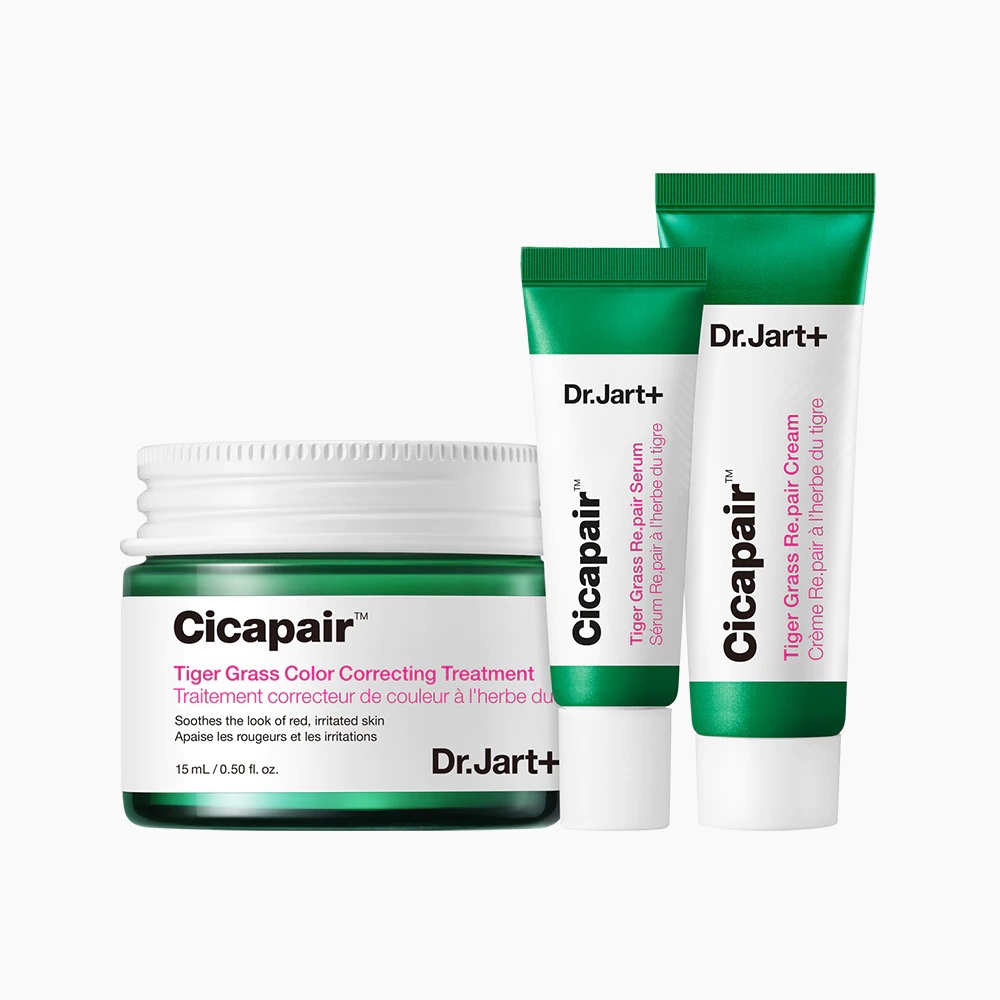 Cicapair™
Tiger Grass Color Correcting Treatment
Traitement correcteur de couleur à l'herbe du
Soothes the look of red, irritated skin
Apaise les rougeurs et les irritations
15 mL / 0.50 fl. oz.
Dr.Jart+
Dr.Jart+
Cicapair™
Tiger Grass Re.pair Serum
Sérum Re.pair à l'herbe du tigre
Dr.Jart+
Cicapair™
Tiger Grass Re.pair Cream
Crème Re.pair à l'herbe du tigre